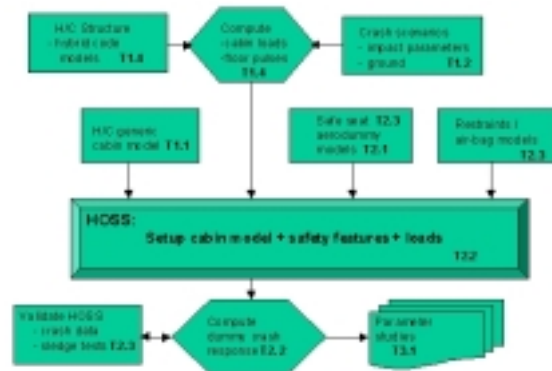 H/C Structure
- hybrid code
models T1.4
Compute
-cabin loads
-floor pulses
T1.4
Crash scenarios
- impact parameters
- ground T1.2
H/C generic
cabin model T1.1
Safe seat T2.3
aerodummy
models T2.1
Restraints /
air-bag models
T2.3
HOSS:
Setup cabin model + safety features + loads
Validate HOSS
- crash data
- sledge tests T2.3
Compute
dummy crash
response T2.2
Parameter
studies
T3.1